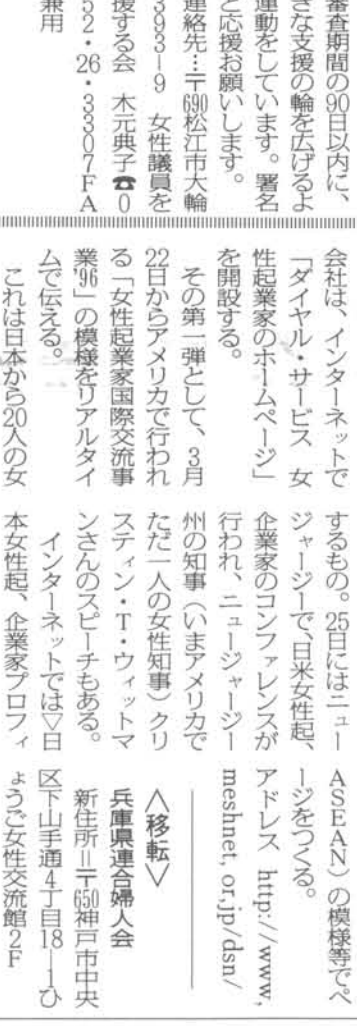 審査期間の90日以内に、
きな支援の輪を広げるよ
運動をしています。署名
と応援お願いします。
連絡先…〒690松江市大輪
393−9　女性議員を
援する会　木元典子☎0
52・26・3307FA
兼用
会社は、インターネットで
「ダイヤル・サービス　女
性起業家のホームページ」
を開設する。
　その第一弾として、3月
22日からアメリカで行われ
る「女性起業家国際交流事
業'96」の模様をリアルタイ
ムで伝える。
　これは日本から20人の女
するもの。25日にはニュー
ジャージーで、日米女性起、
企業家のコンファレンスが
行われ、ニュージャージー
州の知事（いまアメリカで
ただ一人の女性知事）クリ
スティン・T・ウィットマ
ンさんのスピーチもある。
　インターネットでは▽日
本女性起、企業家プロフィ
ASEAN）の模様等でペ
ージをつくる。
アドレス　http://www,
meshnet, or,jp/dsn/
＜移転＞
兵庫県連合婦人会
新住所＝〒650神戸市中央
区下山手通4丁目18—1ひ
ょうご女性交流館2F